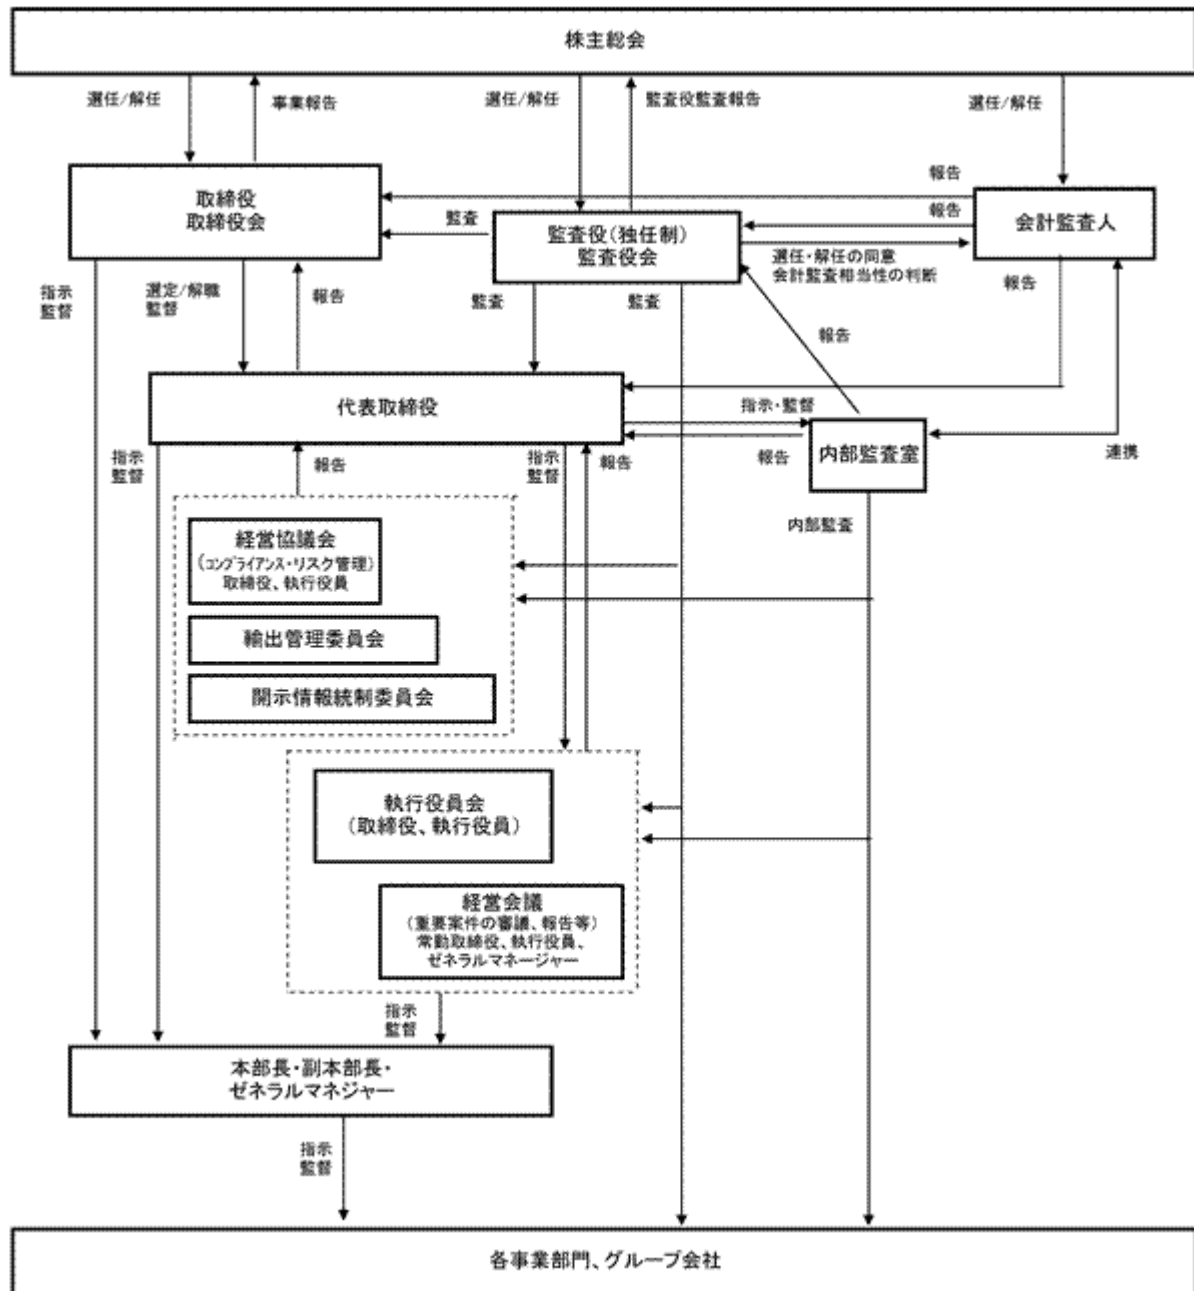 株主総会
選任/解任
事業報告
選任/解任
監査役監査報告
選任/解任
取締役
取締役会
報告
報告
会計監査人
監査
監査役(独任制)
監査役会
選任・解任の同意
会計監査相当性の判断
指示
監督
選定/解職
監督
報告
監査
監査
報告
報告
代表取締役
指示・監督
報告
内部監査室
連携
指示
監督
報告
指示
監督
報告
内部監査
経営協議会
(コンプライアンス・リスク管理)
取締役、執行役員
輸出管理委員会
開示情報統制委員会
執行役員会
(取締役、執行役員)
経営会議
(重要案件の審議、報告等)
常勤取締役、執行役員、
ゼネラルマネージャー
指示
監督
本部長・副本部長・
ゼネラルマネジャー
指示
監督
各事業部門、グループ会社